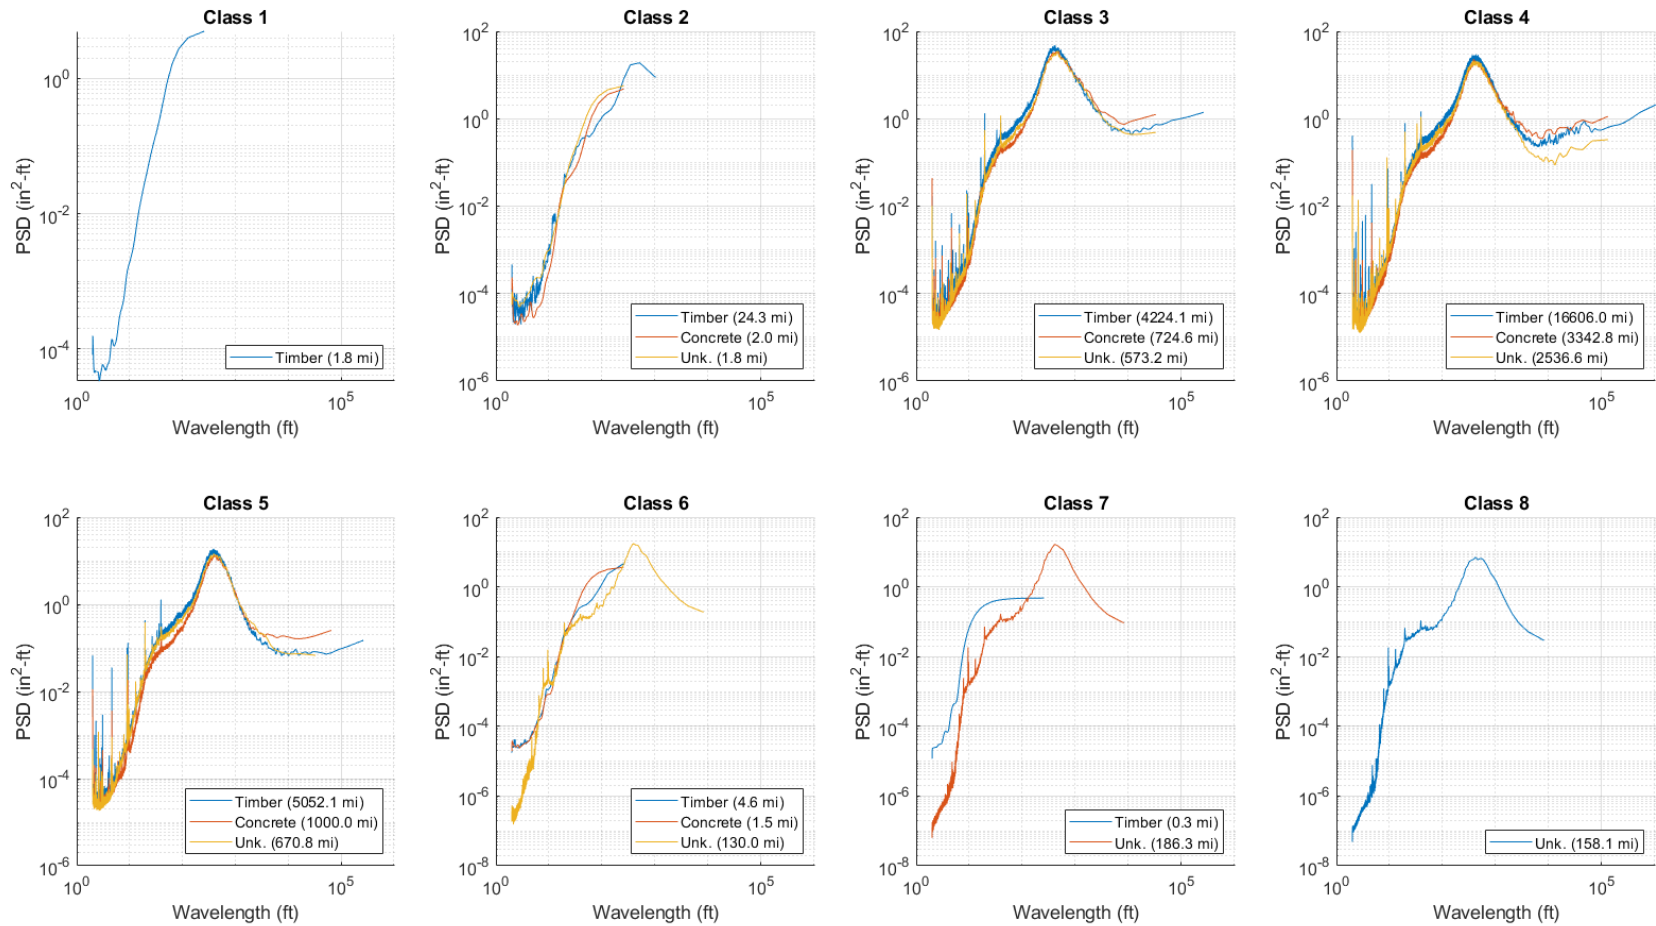 Class 1
10^0
10^-2
10^-4
PSD (in^2-ft)
Timber (1.8 mi)
10^0
10^5
Wavelength (ft)
Class 2
10^2
10^0
10^-2
10^-4
10^-6
PSD (in^2-ft)
Timber (24.3 mi)
Concrete (2.0 mi)
Unk. (1.8 mi)
10^0
10^5
Wavelength (ft)
Class 3
10^2
10^0
10^-2
10^-4
10^-6
PSD (in^2-ft)
Timber (4224.1 mi)
Concrete (724.6 mi)
Unk. (573.2 mi)
10^0
10^5
Wavelength (ft)
Class 4
10^2
10^0
10^-2
10^-4
10^-6
PSD (in^2-ft)
Timber (16606.0 mi)
Concrete (3342.8 mi)
Unk. (2536.6 mi)
10^0
10^5
Wavelength (ft)
Class 5
10^2
10^0
10^-2
10^-4
10^-6
PSD (in^2-ft)
Timber (5052.1 mi)
Concrete (1000.0 mi)
Unk. (670.8 mi)
10^0
10^5
Wavelength (ft)
Class 6
10^2
10^0
10^-2
10^-4
10^-6
10^-8
PSD (in^2-ft)
Timber (4.6 mi)
Concrete (1.5 mi)
Unk. (130.0 mi)
10^0
10^5
Wavelength (ft)
Class 7
10^2
10^0
10^-2
10^-4
10^-6
10^-8
PSD (in^2-ft)
Timber (0.3 mi)
Unk. (186.3 mi)
10^0
10^5
Wavelength (ft)
Class 8
10^2
10^0
10^-2
10^-4
10^-6
10^-8
PSD (in^2-ft)
Unk. (158.1 mi)
10^0
10^5
Wavelength (ft)